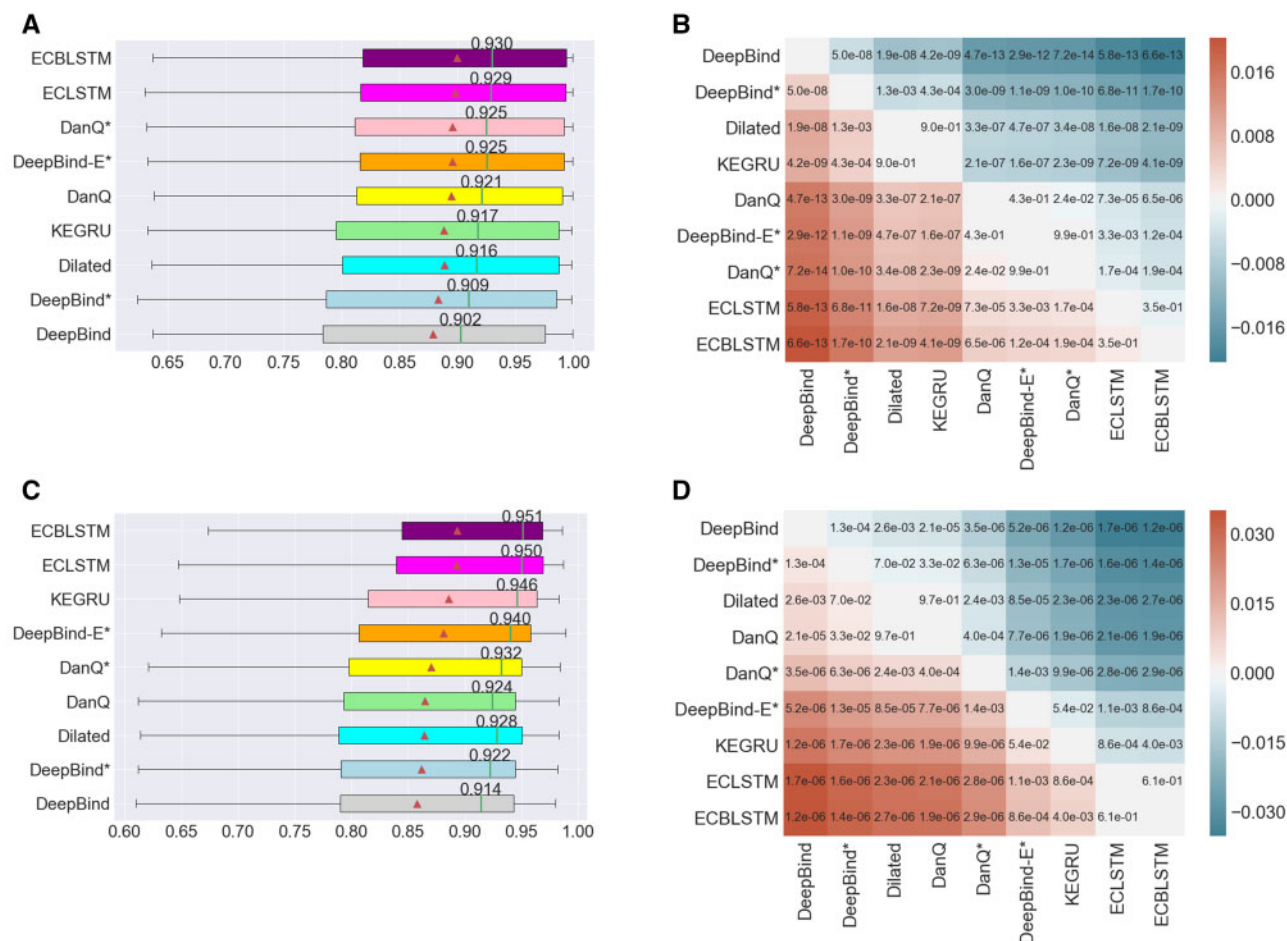 A
ECBLSTM 0.930
ECLSTM 0.929
DanQ* 0.925
DeepBind-E* 0.925
DanQ 0.921
KEGRU 0.917
Dilated 0.916
DeepBind* 0.909
DeepBind 0.902
0.65 0.70 0.75 0.80 0.85 0.90 0.95 1.00
B
DeepBind 5.0e-08 1.9e-08 4.2e-09 4.7e-13 2.9e-12 7.2e-14 5.8e-13 6.6e-13
DeepBind* 5.0e-08 1.3e-03 4.3e-04 3.0e-09 1.1e-09 1.0e-10 6.8e-11 1.7e-10
Dilated 1.9e-08 1.3e-03 9.0e-01 3.3e-07 4.7e-07 3.4e-08 1.6e-08 2.1e-09
KEGRU 4.2e-09 4.3e-04 9.0e-01 2.1e-07 1.6e-07 2.3e-09 7.2e-09 4.1e-09
DanQ 4.7e-13 3.0e-09 3.3e-07 2.1e-07 4.3e-01 2.4e-02 7.3e-05 6.5e-06
DeepBind-E* 2.9e-12 1.1e-09 4.7e-07 1.6e-07 4.3e-01 9.9e-01 3.3e-03 1.2e-04
DanQ* 7.2e-14 1.0e-10 3.4e-08 2.3e-09 2.4e-02 9.9e-01 1.7e-04 1.9e-04
ECLSTM 5.8e-13 6.8e-11 1.6e-08 7.2e-09 7.3e-05 3.3e-03 1.7e-04 3.5e-01
ECBLSTM 6.6e-13 1.7e-10 2.1e-09 4.1e-09 6.5e-06 1.2e-04 1.9e-04 3.5e-01
DeepBind DeepBind* Dilated KEGRU DanQ DeepBind-E* DanQ* ECLSTM ECBLSTM
0.016
0.008
0.000
−0.008
−0.016
C
ECBLSTM 0.951
ECLSTM 0.950
KEGRU 0.946
DeepBind-E* 0.940
DanQ* 0.932
DanQ 0.924
Dilated 0.928
DeepBind* 0.922
DeepBind 0.914
0.60 0.65 0.70 0.75 0.80 0.85 0.90 0.95 1.00
D
DeepBind 1.3e-04 2.6e-03 2.1e-05 3.5e-06 5.2e-06 1.2e-06 1.7e-06 1.2e-06
DeepBind* 1.3e-04 7.0e-02 3.3e-02 6.3e-06 1.3e-05 1.7e-06 1.6e-06 1.4e-06
Dilated 2.6e-03 7.0e-02 9.7e-01 2.4e-03 8.5e-05 2.3e-06 2.3e-06 2.7e-06
DanQ 2.1e-05 3.3e-02 9.7e-01 4.0e-04 7.7e-06 1.9e-06 2.1e-06 1.9e-06
DanQ* 3.5e-06 6.3e-06 2.4e-03 4.0e-04 1.4e-03 9.9e-06 2.8e-06 2.9e-06
DeepBind-E* 5.2e-06 1.3e-05 8.5e-05 7.7e-06 1.4e-03 5.4e-02 1.1e-03 8.6e-04
KEGRU 1.2e-06 1.7e-06 2.3e-06 1.9e-06 9.9e-06 5.4e-02 8.6e-04 4.0e-03
ECLSTM 1.7e-06 1.6e-06 2.3e-06 2.1e-06 2.8e-06 1.1e-03 8.6e-04 6.1e-01
ECBLSTM 1.2e-06 1.4e-06 2.7e-06 1.9e-06 2.9e-06 8.6e-04 4.0e-03 6.1e-01
DeepBind DeepBind* Dilated DanQ DanQ* DeepBind-E* KEGRU ECLSTM ECBLSTM
0.030
0.015
0.000
−0.015
−0.030